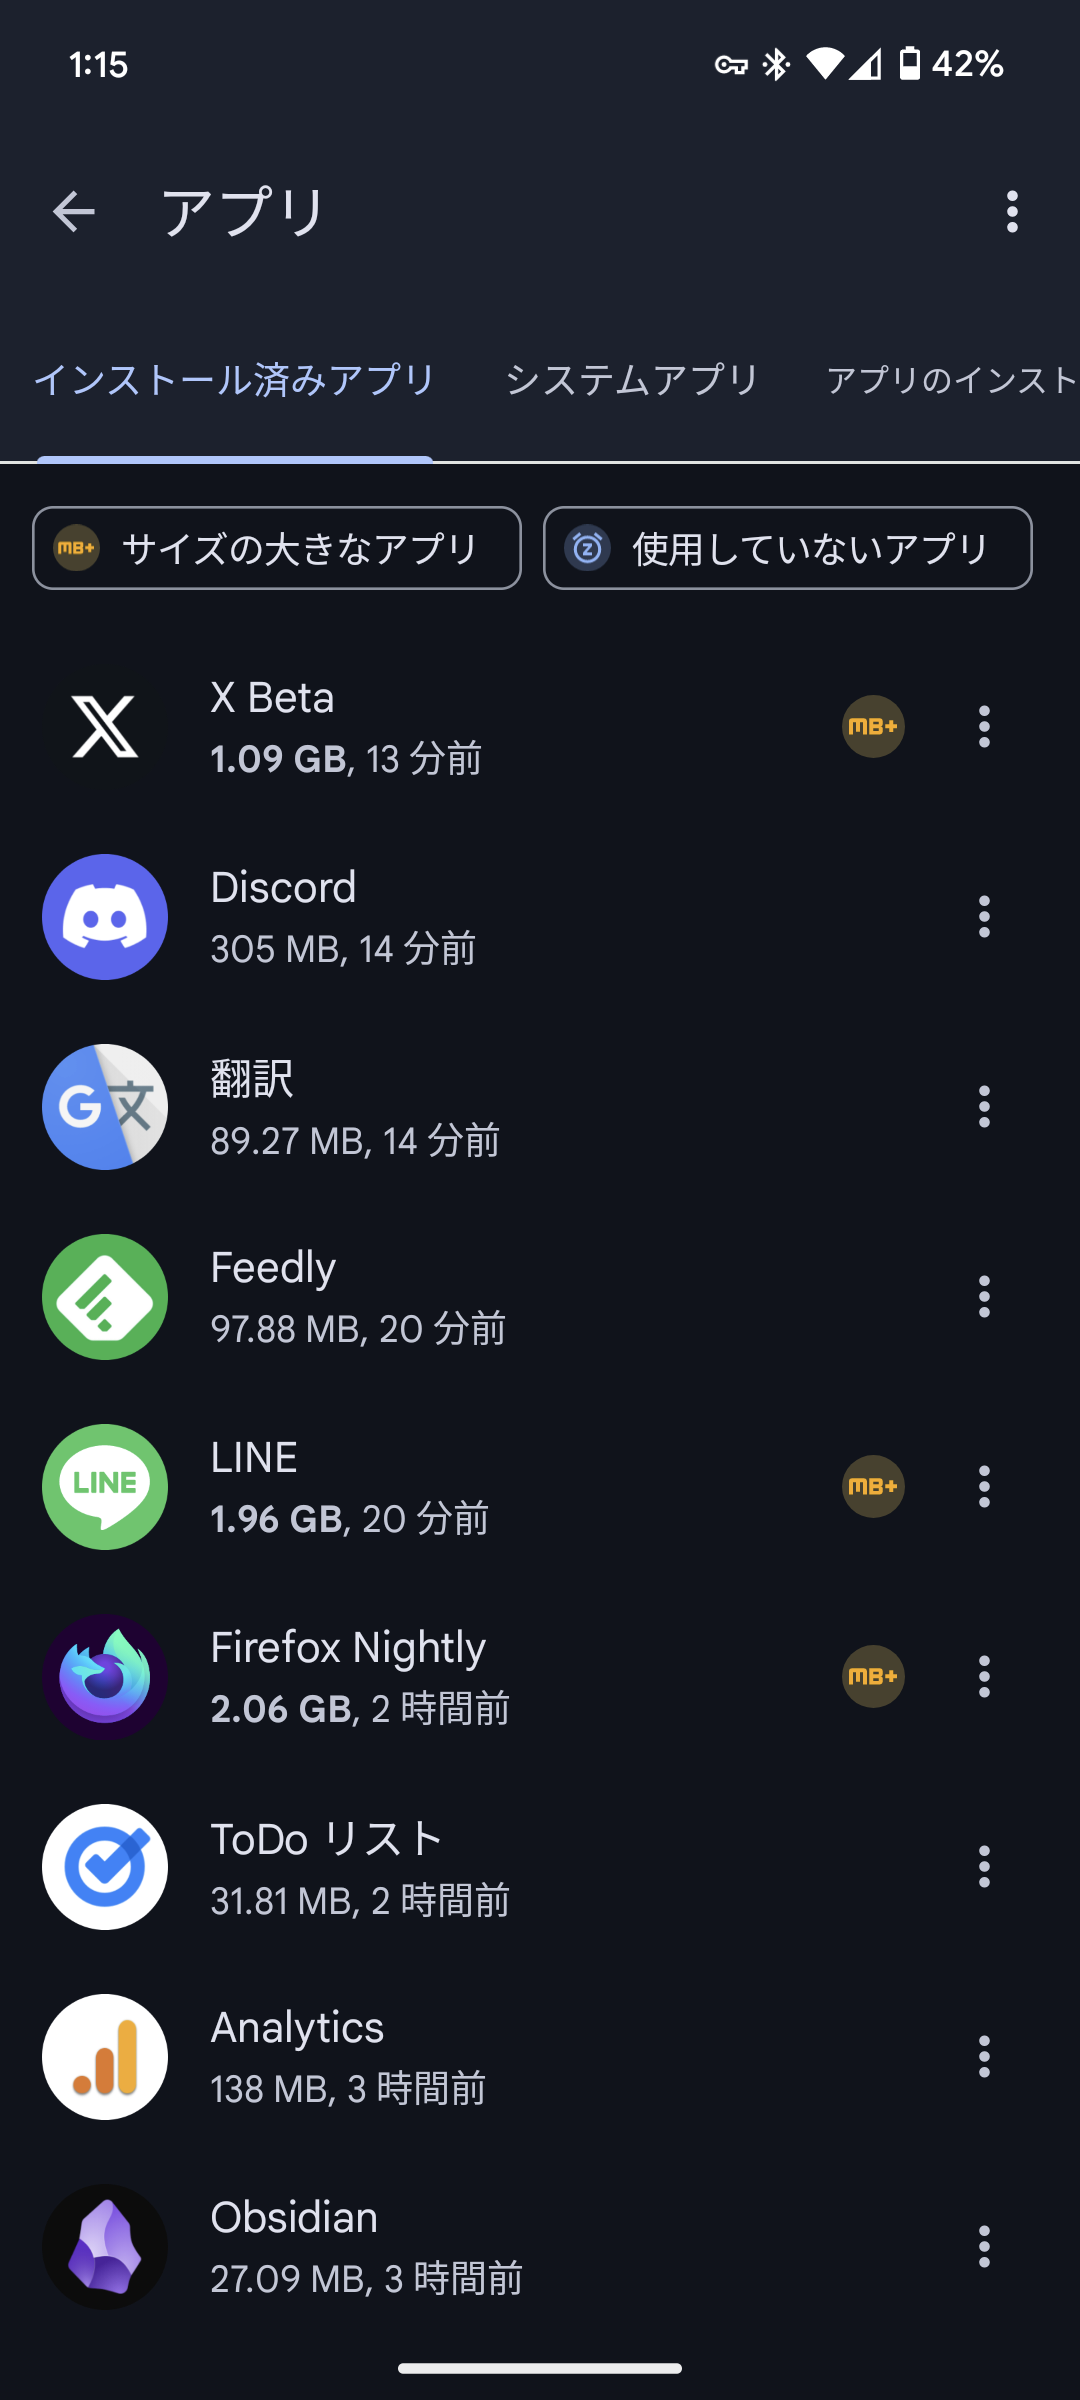 1:15
42%
アプリ
インストール済みアプリ
システムアプリ
アプリのインスト
MB+ サイズの大きなアプリ
Z 使用していないアプリ
X Beta
1.09 GB, 13 分前
MB+
Discord
305 MB, 14 分前
G文
翻訳
89.27 MB, 14 分前
Feedly
97.88 MB, 20 分前
LINE
LINE
1.96 GB, 20 分前
MB+
Firefox Nightly
2.06 GB, 2 時間前
MB+
ToDo リスト
31.81 MB, 2 時間前
Analytics
138 MB, 3 時間前
Obsidian
27.09 MB, 3 時間前